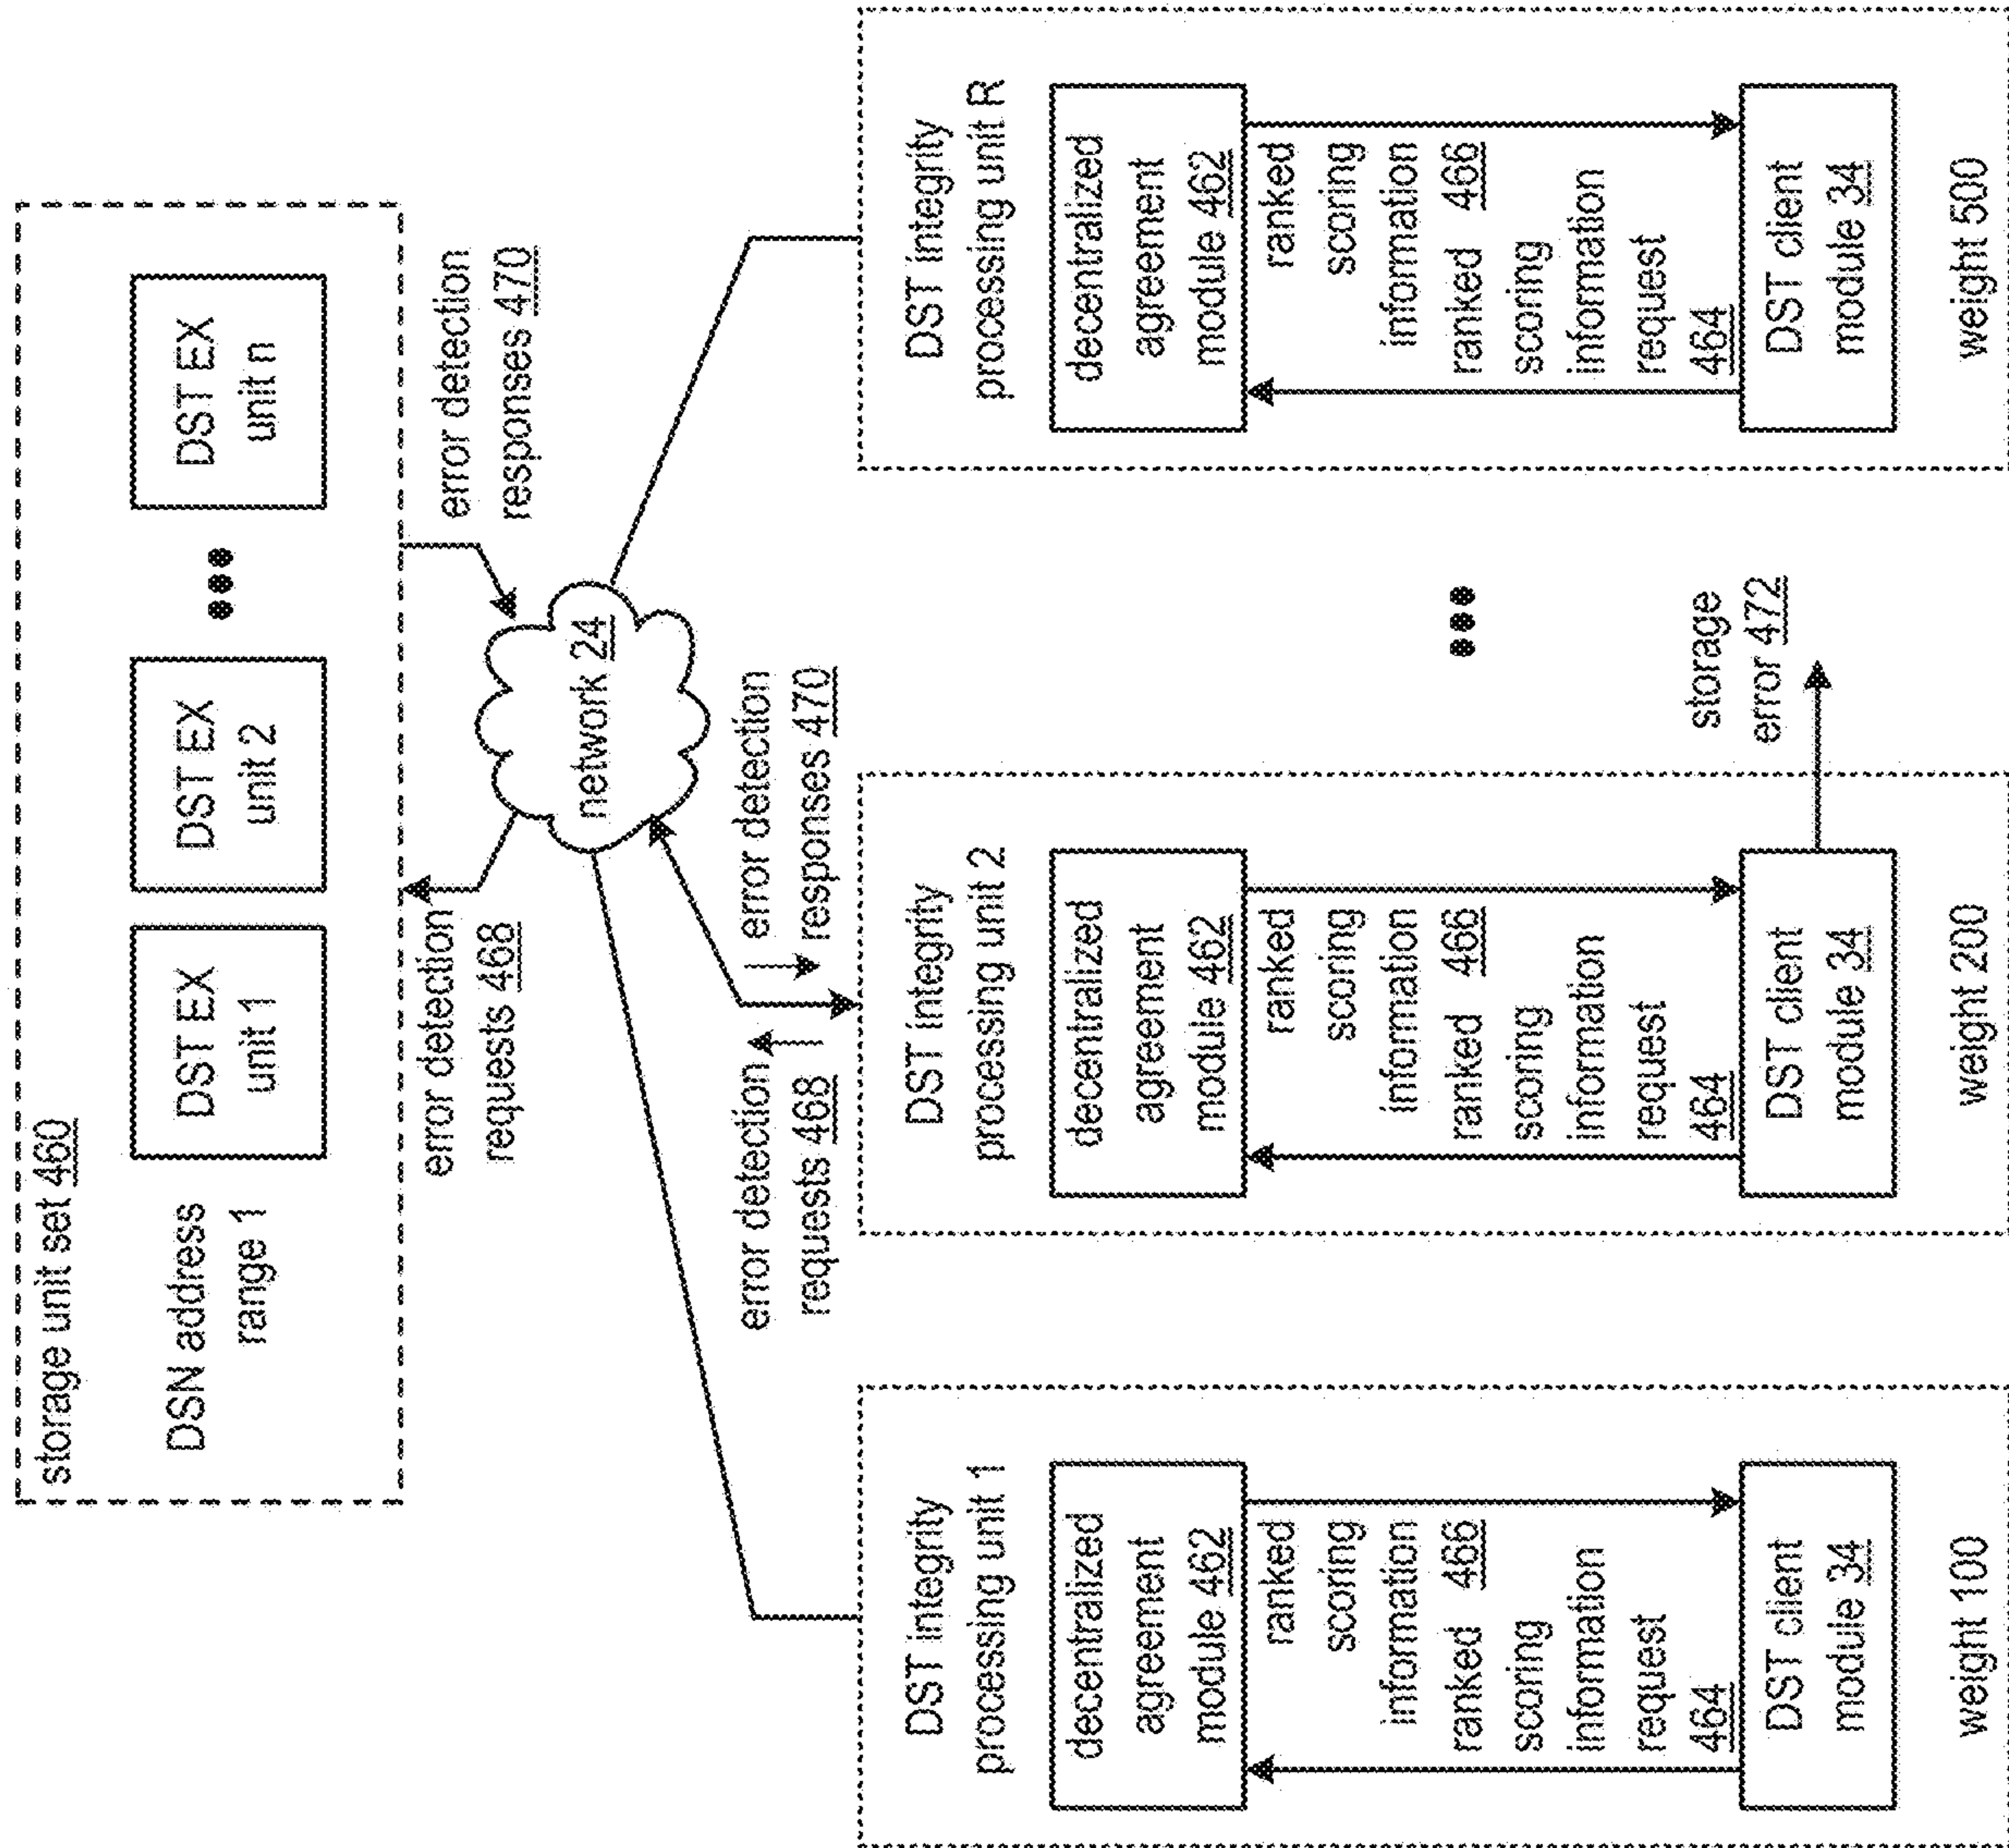 storage unit set 460
DSN address
range 1
DST EX
unit 1
DST EX
unit 2
DST EX
unit n
error detection
requests 468
error detection
responses 470
network 24
error detection
requests 468
error detection
responses 470
DST integrity
processing unit 1
decentralized
agreement
module 462
ranked
scoring
information
ranked 466
scoring
information
request
464
DST client
module 34
weight 100
DST integrity
processing unit 2
decentralized
agreement
module 462
ranked
scoring
information
ranked 466
scoring
information
request
464
DST client
module 34
weight 200
storage
error 472
DST integrity
processing unit R
decentralized
agreement
module 462
ranked
scoring
information
ranked 466
scoring
information
request
464
DST client
module 34
weight 500